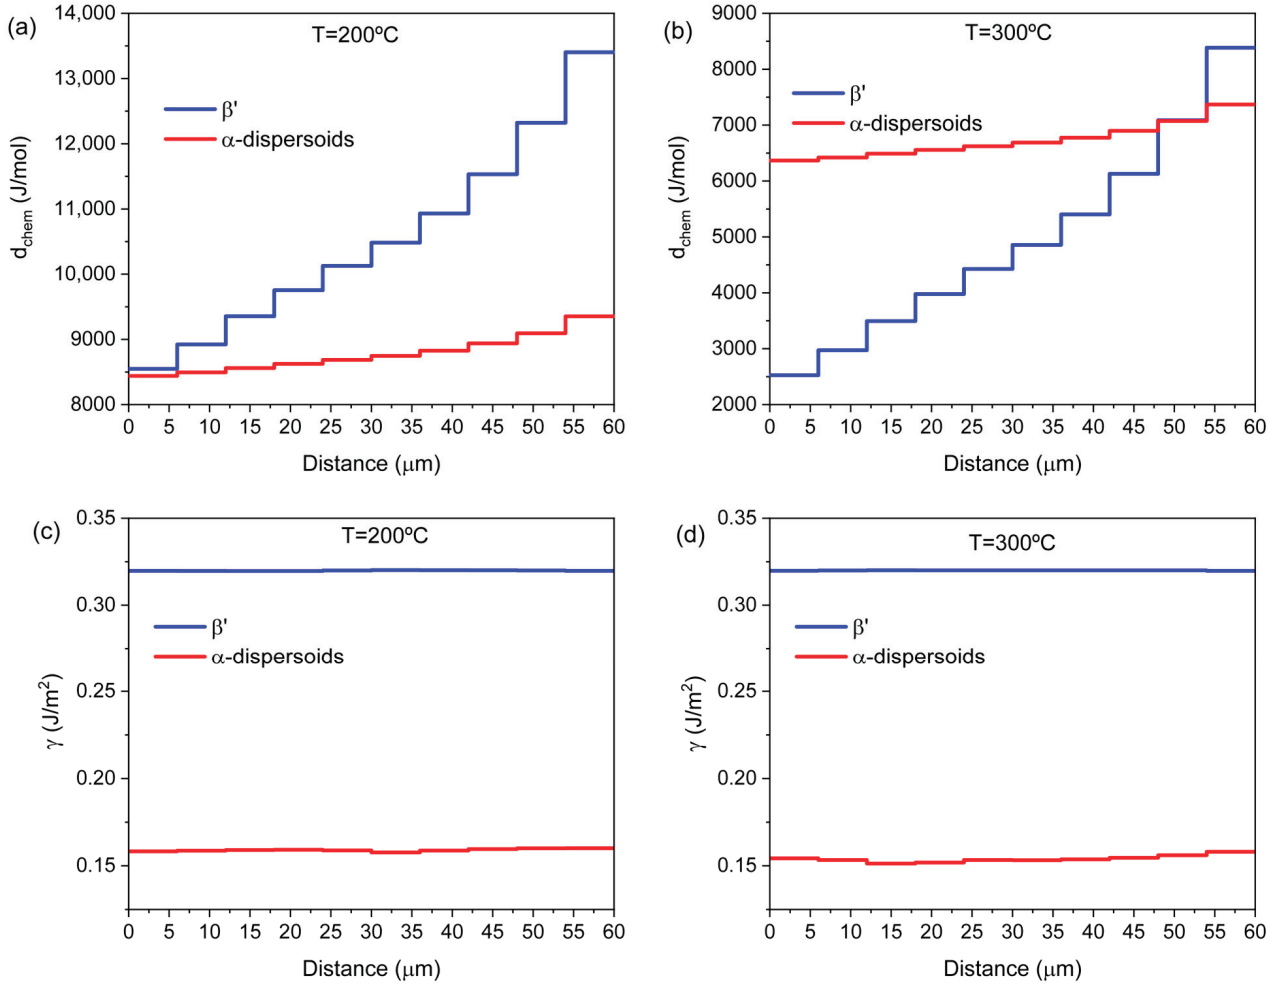 (a)
T=200ºC
β'
α-dispersoids
14,000
13,000
12,000
11,000
10,000
9000
8000
d_chem (J/mol)
0 5 10 15 20 25 30 35 40 45 55 60
Distance (μm)
(b)
T=300ºC
β'
α-dispersoids
9000
8000
7000
6000
5000
4000
3000
2000
d_chem (J/mol)
0 5 10 15 20 25 30 35 40 45 55 60
Distance (μm)
(c)
T=200ºC
β'
α-dispersoids
0.35
0.30
0.25
0.20
0.15
γ (J/m²)
0 5 10 15 20 25 30 35 40 45 50 55
Distance (μm)
(d)
T=300ºC
β'
α-dispersoids
0.35
0.30
0.25
0.20
0.15
γ (J/m²)
0 5 10 15 20 25 30 35 40 45 50 55 60
Distance (μm)